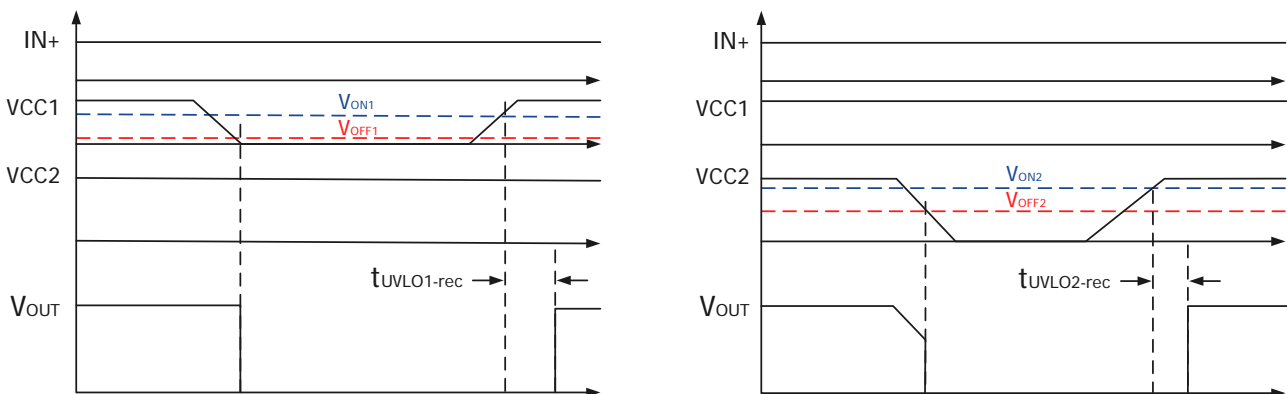 IN+
VCC1
VON1
VOFF1
VCC2
tUVLO1-rec
VOUT
IN+
VCC1
VCC2
VON2
VOFF2
tUVLO2-rec
VOUT